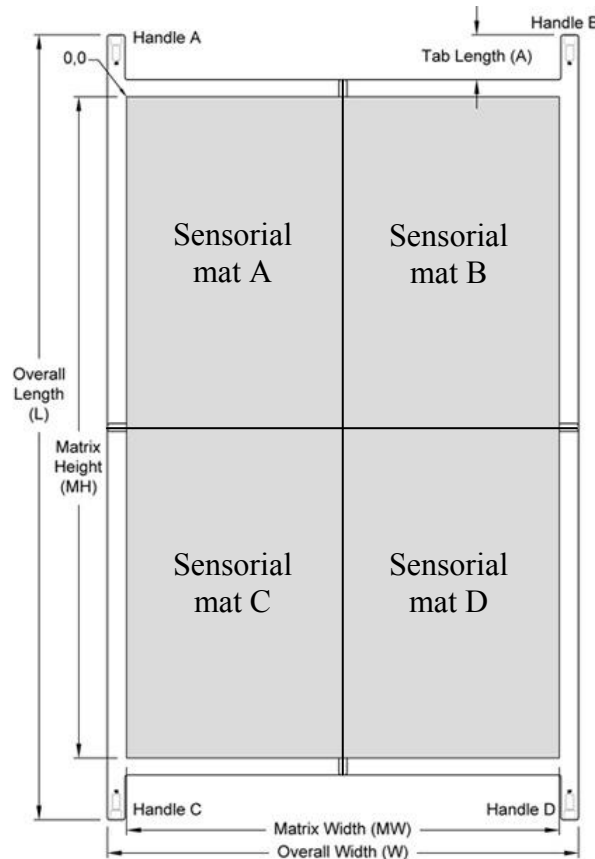 Handle A
Handle B
0,0
Tab Length (A)
Sensorial
mat A
Sensorial
mat B
Overall
Length
(L)
Matrix
Height
(MH)
Sensorial
mat C
Sensorial
mat D
Handle C
Handle D
Matrix Width (MW)
Overall Width (W)